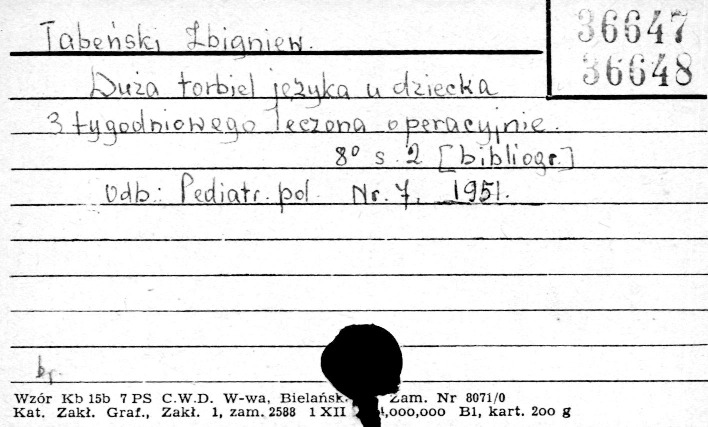 Tabeński Zbigniew.
36647
36648
Duża torbiel języka u dziecka
3 tygodniowego leczona operacyjnie.
8° s. 2 [bibliogr.]
Odb.: Pediatr. pol. Nr. 7. 1951.
br.
Wzór Kb 15b 7 PS C.W.D. W-wa, Bielańsk. Zam. Nr 8071/0
Kat. Zakł. Graf., Zakł. 1, zam. 2588 1 XII ,000,000 B1, kart. 200 g